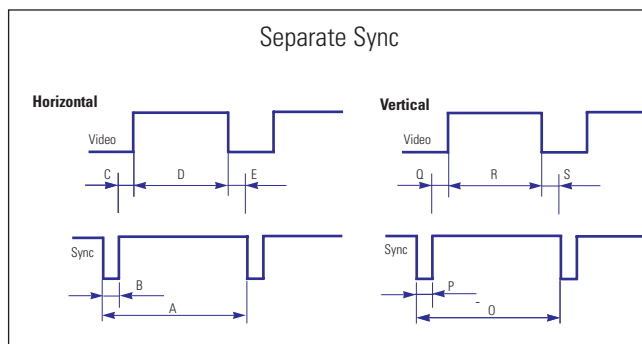 Separate Sync
Horizontal
Vertical
Video
Video
C
D
E
Q
R
S
Sync
Sync
B
P
A
O